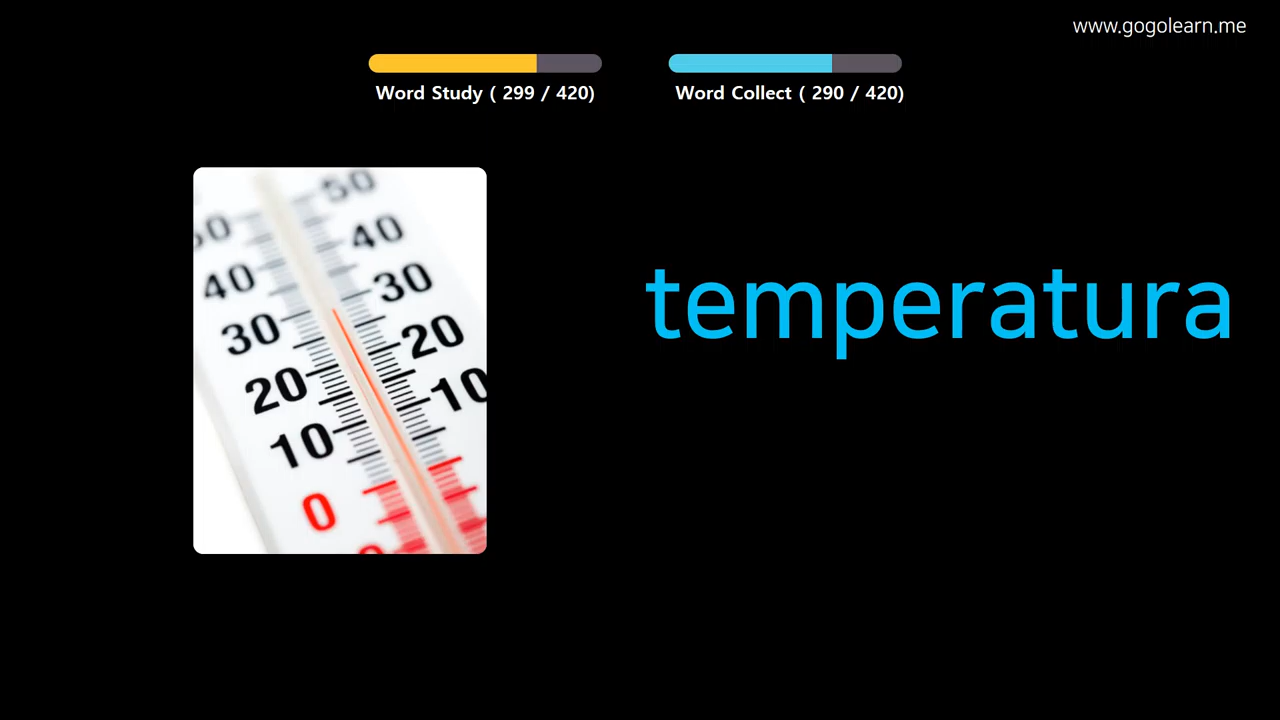 www.gogolearn.me
Word Study ( 299 / 420)
Word Collect ( 290 / 420)
temperatura
50
40
30
20
10
40
30
20
10
0